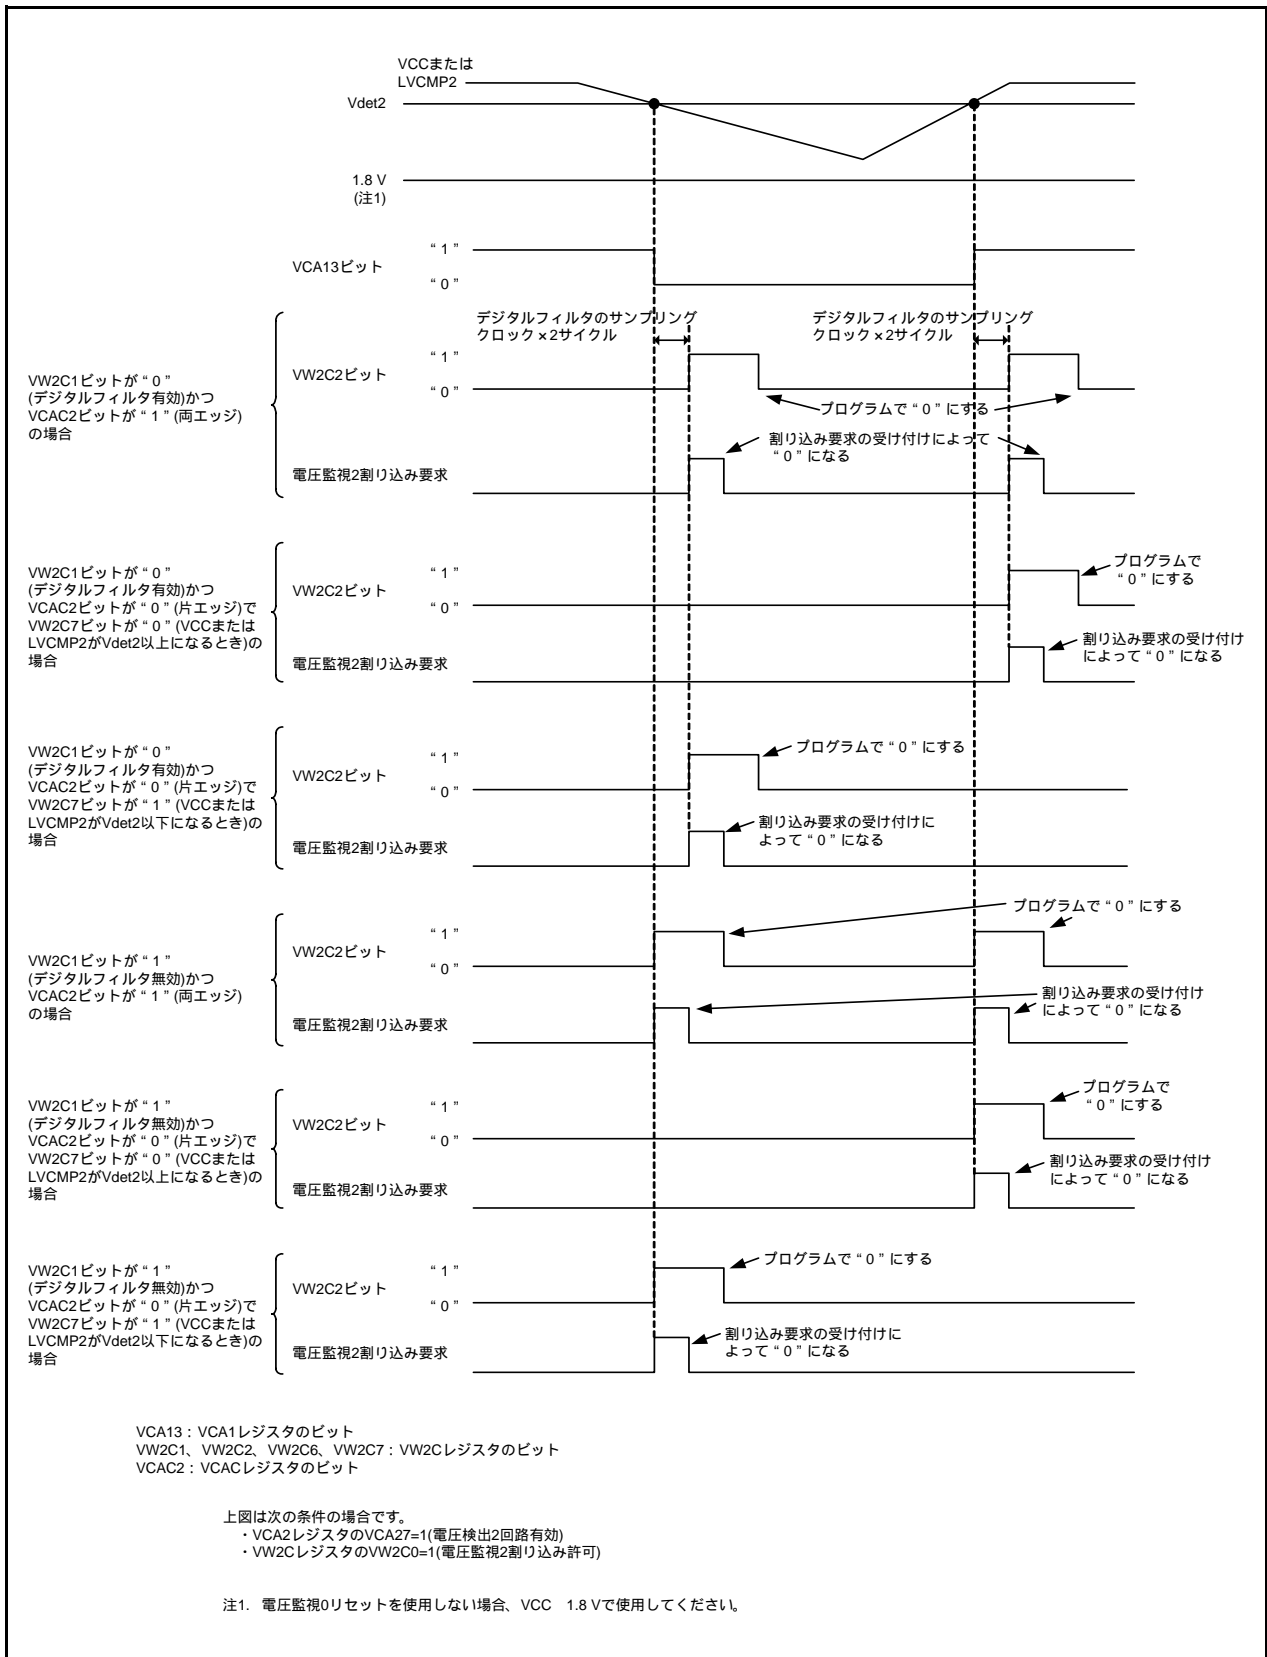 VCCまたは
LVCMP2
Vdet2
1.8 V
(注1)
VCA13ビット
“ 1 ”
“ 0 ”
デジタルフィルタのサンプリング
クロック×2サイクル
デジタルフィルタのサンプリング
クロック×2サイクル
VW2C1ビットが“ 0 ”
(デジタルフィルタ有効)かつ
VCAC2ビットが“ 1 ”(両エッジ)
の場合
VW2C2ビット
“ 1 ”
“ 0 ”
プログラムで“ 0 ”にする
割り込み要求の受け付けによって
“ 0 ”になる
電圧監視2割り込み要求
VW2C1ビットが“ 0 ”
(デジタルフィルタ有効)かつ
VCAC2ビットが“ 0 ”(片エッジ)で
VW2C7ビットが“ 0 ”(VCCまたは
LVCMP2がVdet2以上になるとき)の
場合
VW2C2ビット
“ 1 ”
“ 0 ”
プログラムで
“ 0 ”にする
電圧監視2割り込み要求
割り込み要求の受け付け
によって“ 0 ”になる
VW2C1ビットが“ 0 ”
(デジタルフィルタ有効)かつ
VCAC2ビットが“ 0 ”(片エッジ)で
VW2C7ビットが“ 1 ”(VCCまたは
LVCMP2がVdet2以下になるとき)の
場合
VW2C2ビット
“ 1 ”
“ 0 ”
プログラムで“ 0 ”にする
電圧監視2割り込み要求
割り込み要求の受け付けに
よって“ 0 ”になる
VW2C1ビットが“ 1 ”
(デジタルフィルタ無効)かつ
VCAC2ビットが“ 1 ”(両エッジ)
の場合
VW2C2ビット
“ 1 ”
“ 0 ”
プログラムで“ 0 ”にする
電圧監視2割り込み要求
割り込み要求の受け付け
によって“ 0 ”になる
VW2C1ビットが“ 1 ”
(デジタルフィルタ無効)かつ
VCAC2ビットが“ 0 ”(片エッジ)で
VW2C7ビットが“ 0 ”(VCCまたは
LVCMP2がVdet2以上になるとき)の
場合
VW2C2ビット
“ 1 ”
“ 0 ”
プログラムで
“ 0 ”にする
電圧監視2割り込み要求
割り込み要求の受け付け
によって“ 0 ”になる
VW2C1ビットが“ 1 ”
(デジタルフィルタ無効)かつ
VCAC2ビットが“ 0 ”(片エッジ)で
VW2C7ビットが“ 1 ”(VCCまたは
LVCMP2がVdet2以下になるとき)の
場合
VW2C2ビット
“ 1 ”
“ 0 ”
プログラムで“ 0 ”にする
電圧監視2割り込み要求
割り込み要求の受け付けに
よって“ 0 ”になる
VCA13：VCA1レジスタのビット
VW2C1、VW2C2、VW2C6、VW2C7：VW2Cレジスタのビット
VCAC2：VCACレジスタのビット
上図は次の条件の場合です。
・VCA2レジスタのVCA27=1(電圧検出2回路有効)
・VW2CレジスタのVW2C0=1(電圧監視2割り込み許可)
注1. 電圧監視0リセットを使用しない場合、VCC　1.8 Vで使用してください。